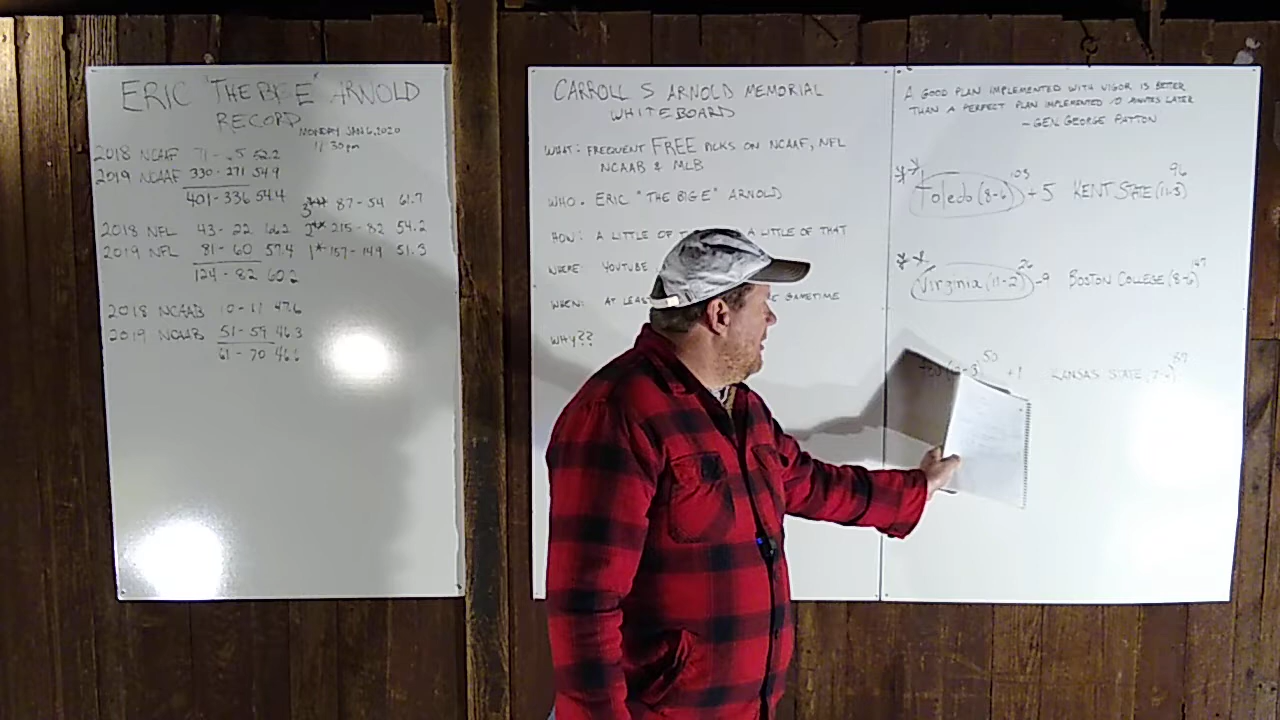 ERIC "THE BIG E" ARNOLD
RECORD
MONDAY JAN 6, 2020
11:30pm
2018 NCAAF 71 - 52.2
2019 NCAAF 330 - 271 54.9
401 - 336 54.4
3*** 87 - 54 61.7
2018 NFL 43 - 22 66.2
2** 54.2
2019 NFL 81 - 60 57.4
1* 157 - 149 51.3
124 - 82 60.2
2018 NCAAB 10 - 11 47.6
2019 NCAAB 51 - 59 46.3
61 - 70 46.6
CARROLL S ARNOLD MEMORIAL
WHITEBOARD
WHAT: FREQUENT FREE PICKS ON NCAAF, NFL
NCAAB & MLB
WHO: ERIC "THE BIG E" ARNOLD
HOW: A LITTLE OF A LITTLE OF THAT
WHERE: YOUTUBE
WHEN: AT GAMETIME
WHY??
A GOOD PLAN IMPLEMENTED WITH VIGOR IS BETTER
THAN A PERFECT PLAN IMPLEMENTED 10 MINUTES LATER
- GEN. GEORGE PATTON
** Toledo (8-6) 103 + 5 KENT STATE (11-3) 96
** Virginia (11-2) 26 -9 BOSTON COLLEGE (8-6) 147
+1 KANSAS STATE